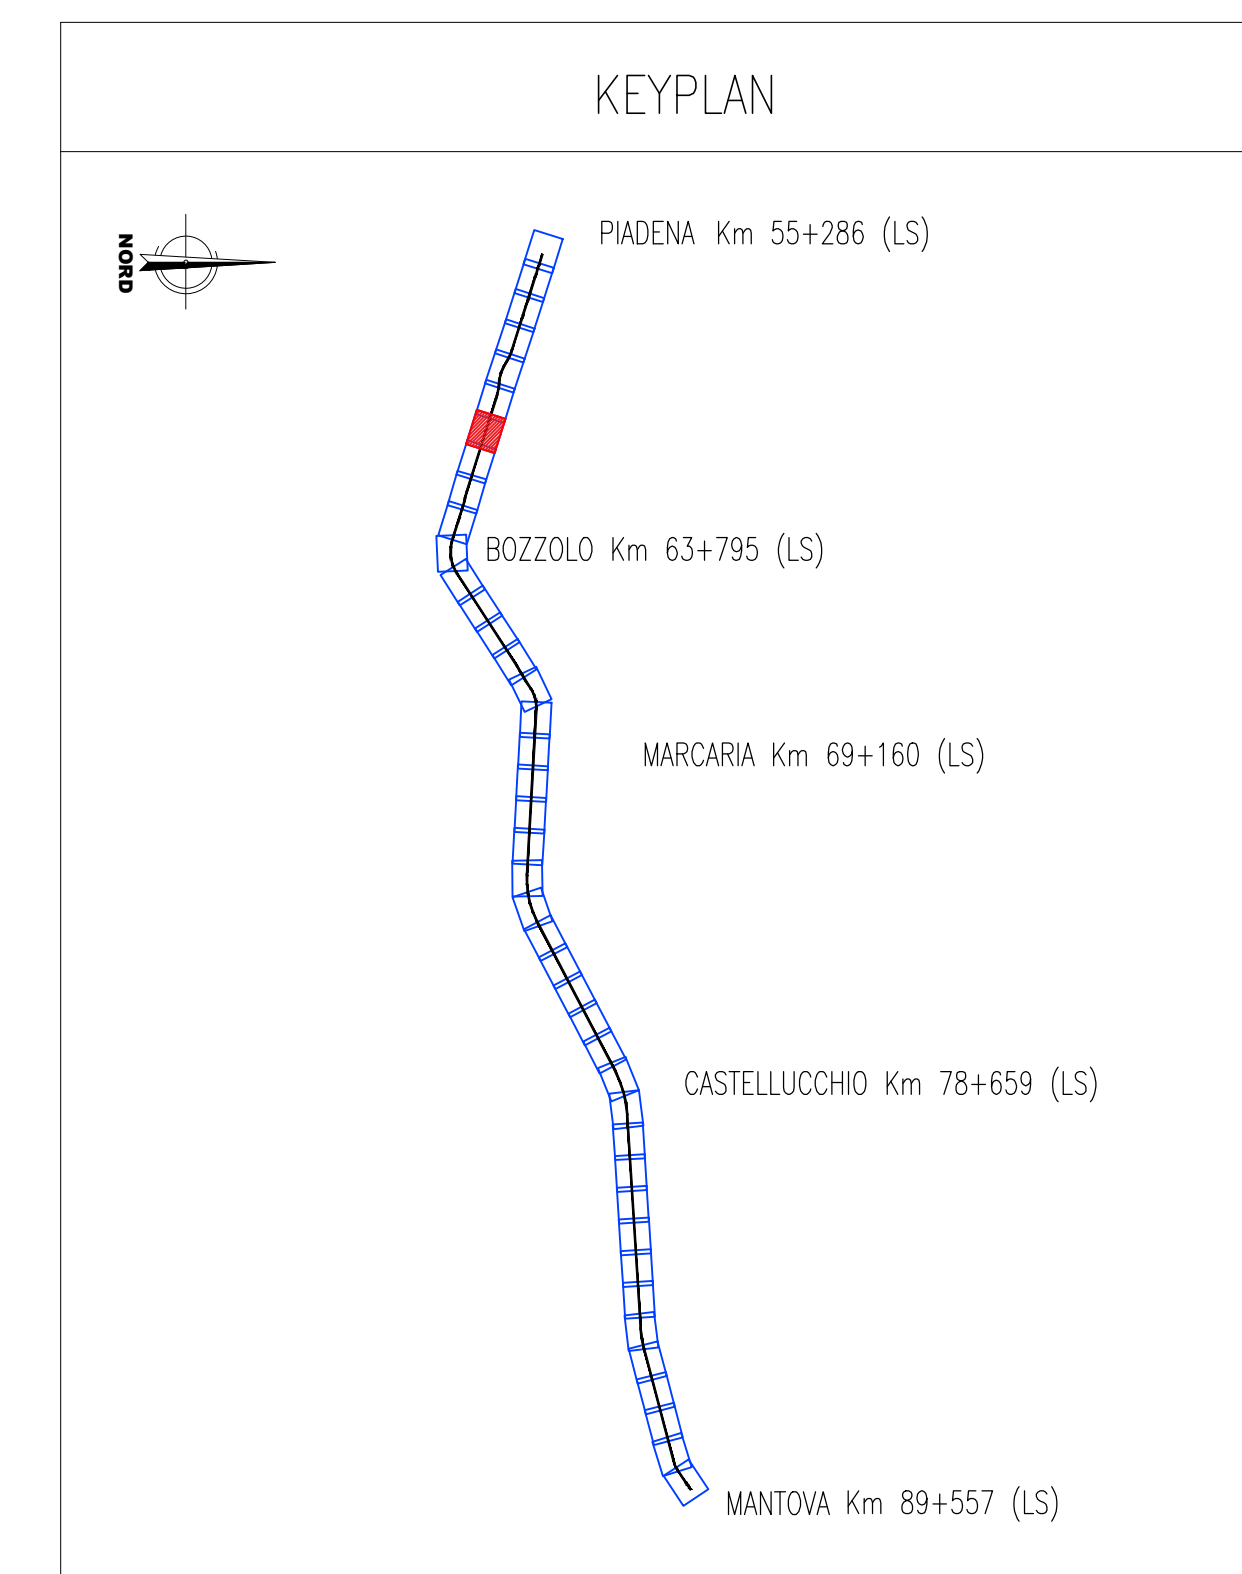 KEYPLAN
NORD
PIADENA Km 55+286 (LS)
BOZZOLO Km 63+795 (LS)
MARCARIA Km 69+160 (LS)
CASTELLUCCHIO Km 78+659 (LS)
MANTOVA Km 89+557 (LS)